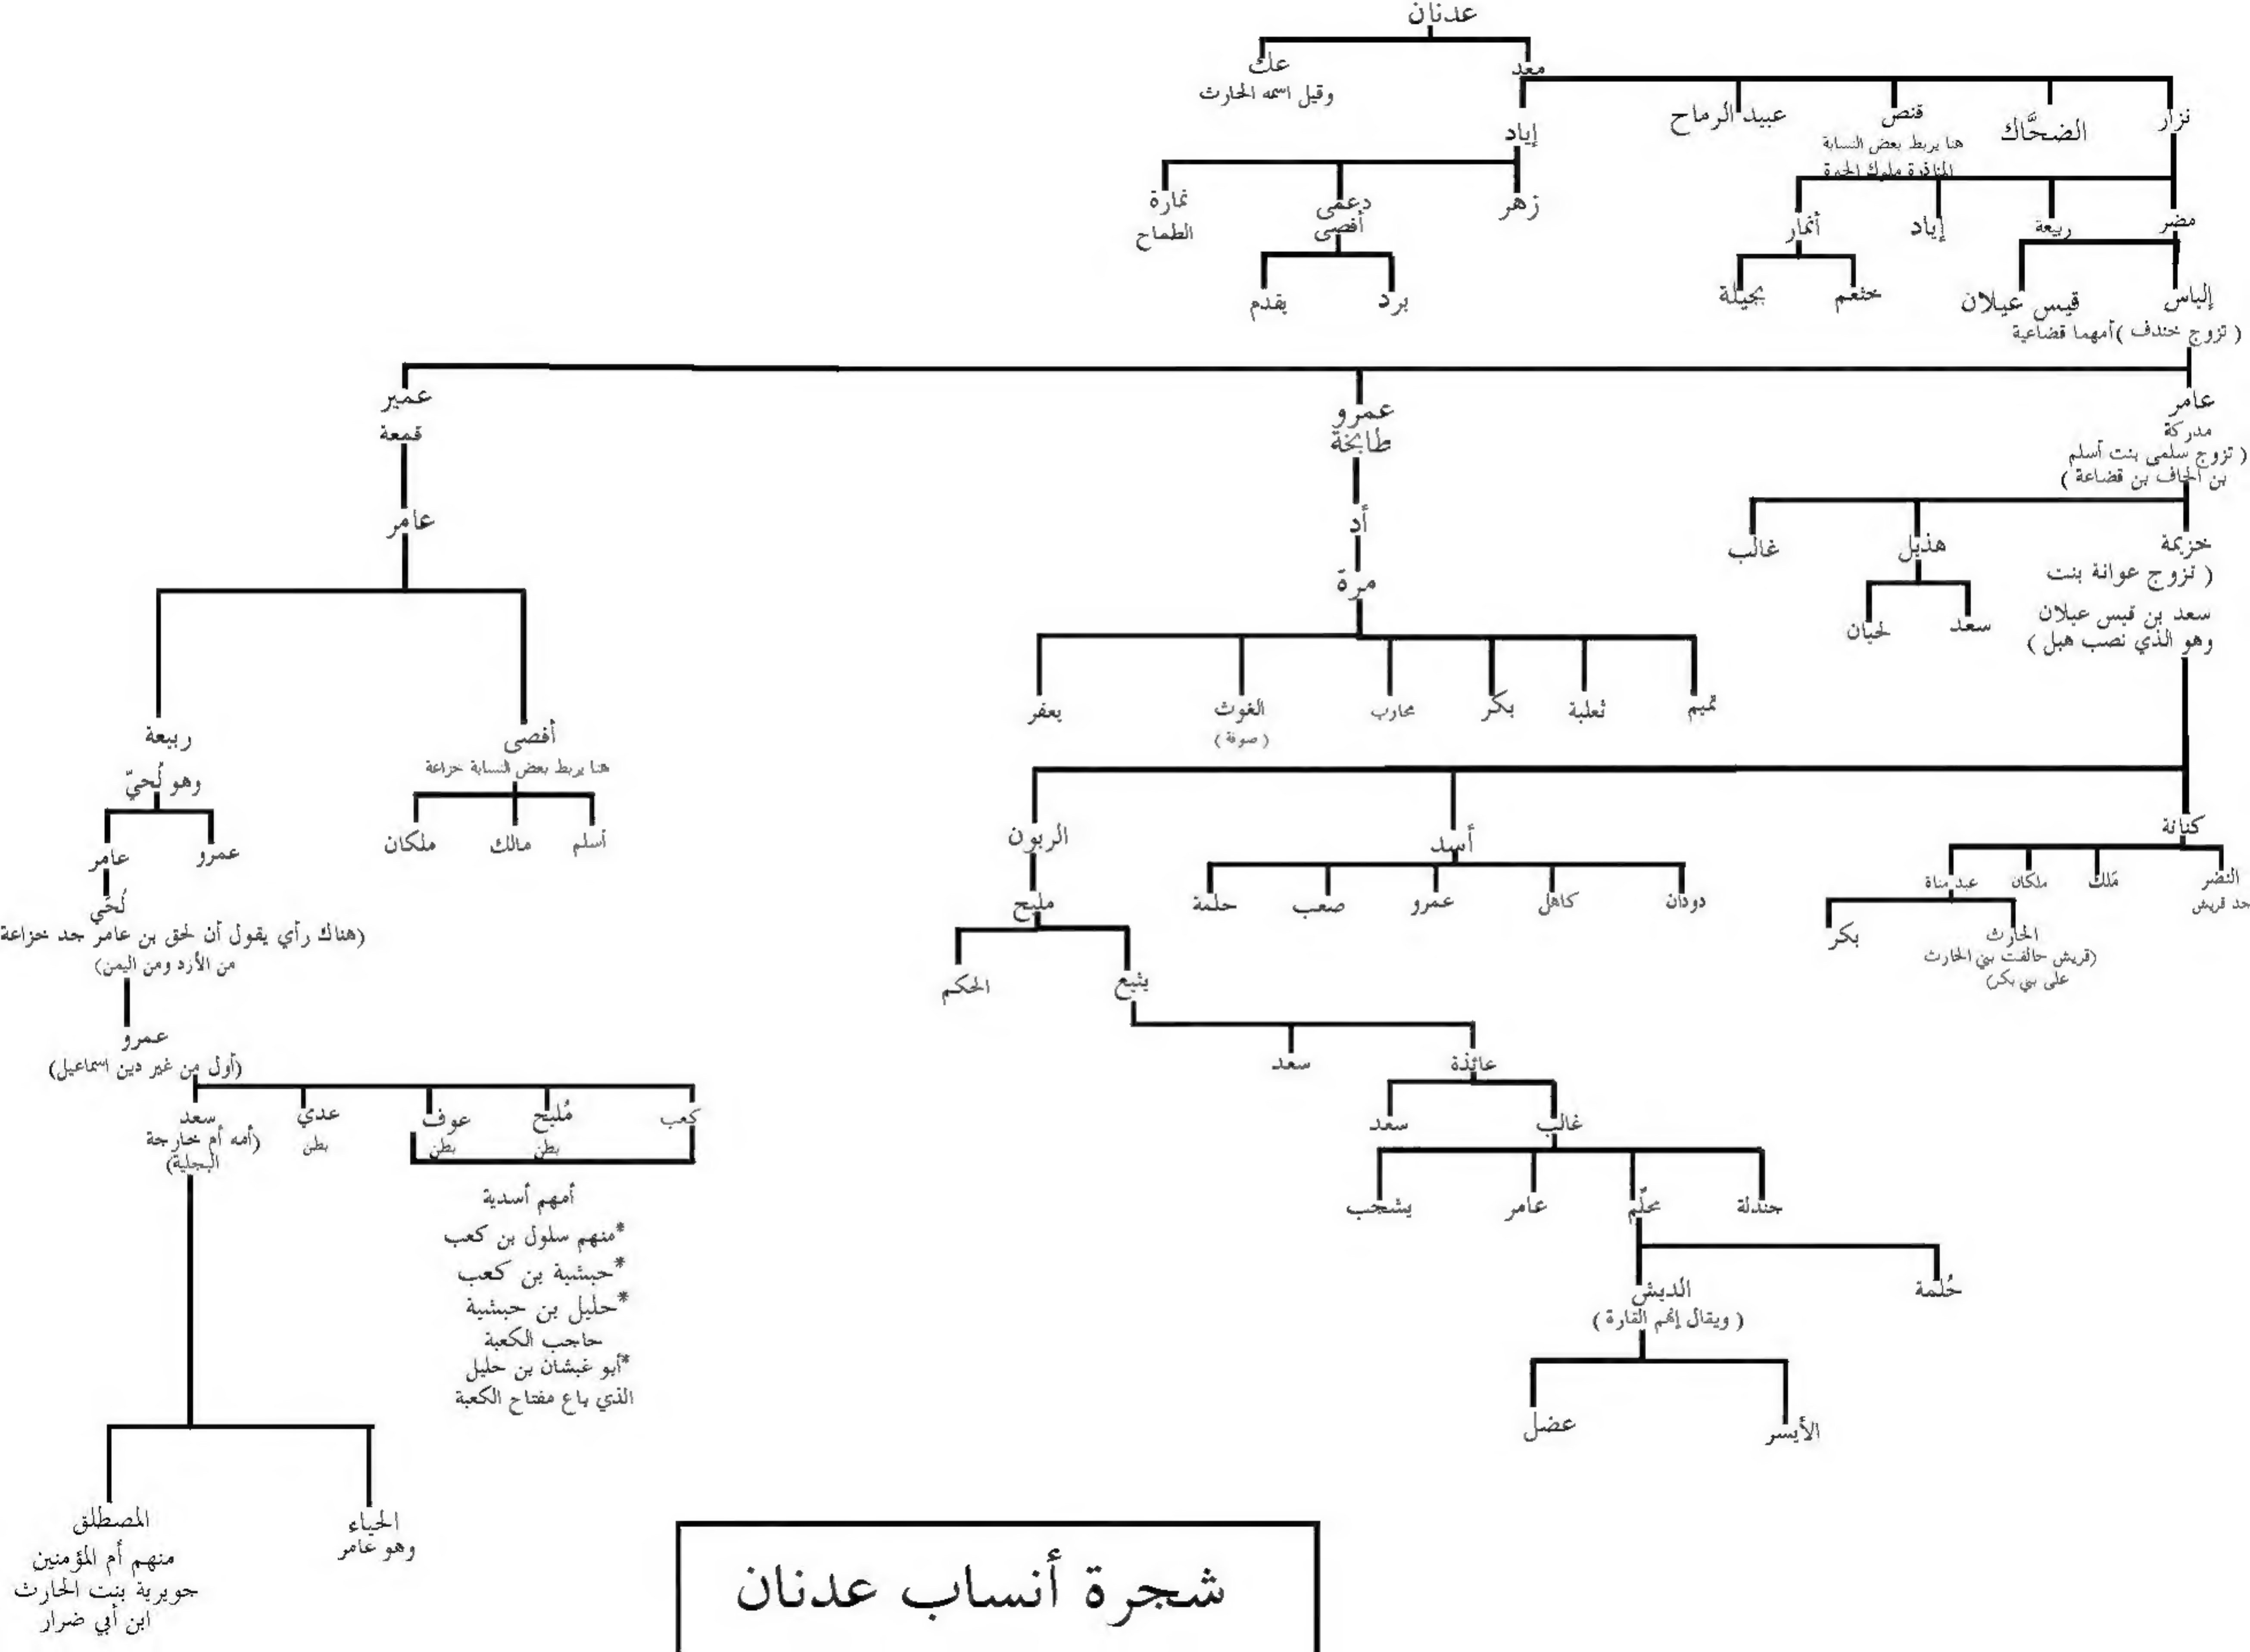 عدنان
عك
وقيل اسمه الحارث
معد
نزار
الضحَّاك
قنص
هنا يربط بعض النسابة
المناذرة ملوك الحيرة
عبيد الرماح
إياد
زهر
دعمى
أفصى
نمارة
الطماح
برد
يقدم
مضر
ربيعة
إياد
أنمار
خثعم
بجيلة
إلياس
قيس عيلان
( تزوج خندف )أمهما قضاعية
عامر
مدركة
( تزوج سلمى بنت أسلم
بن الحاف بن قضاعة )
عمرو
طابخة
عمير
قمعة
خزيمة
( تزوج عوانة بنت
سعد بن قيس عيلان
وهو الذي نصب هبل )
هذيل
غالب
سعد
لحيان
أد
مرة
تميم
ثعلبة
بكر
محارب
الغوث
( صوفة )
يعفر
عامر
أفصى
هنا يربط بعض النسابة خزاعة
أسلم
مالك
ملكان
ربيعة
وهو لُحيّ
عمرو
عامر
لُحَي
(هناك رأي يقول أن لحق بن عامر جد خزاعة
من الأزد ومن اليمن)
عمرو
(أول من غير دين اسماعيل)
كعب
مُليح
بطن
عوف
بطن
عدي
بطن
سعد
(أمه أم خارجة
البجلية)
أمهم أسدية
*منهم سلول بن كعب
*حبشية بن كعب
*حليل بن حبشية
حاجب الكعبة
*أبو غبشان بن حليل
الذي باع مفتاح الكعبة
الحياء
وهو عامر
المصطلق
منهم أم المؤمنين
جويرية بنت الحارث
ابن أبي ضرار
كنانة
أسد
الربون
النضر
جد قريش
مَلك
ملكان
عبد مناة
الحارث
(قريش حالفت بني الحارث
على بني بكر)
بكر
دودان
كاهل
عمرو
صعب
حلمة
مليح
يثيع
الحكم
عائذة
سعد
غالب
سعد
جندلة
محلّم
عامر
يشجب
حُلمة
الديش
( ويقال إنهم القارة )
الأيسر
عضل
شجرة أنساب عدنان